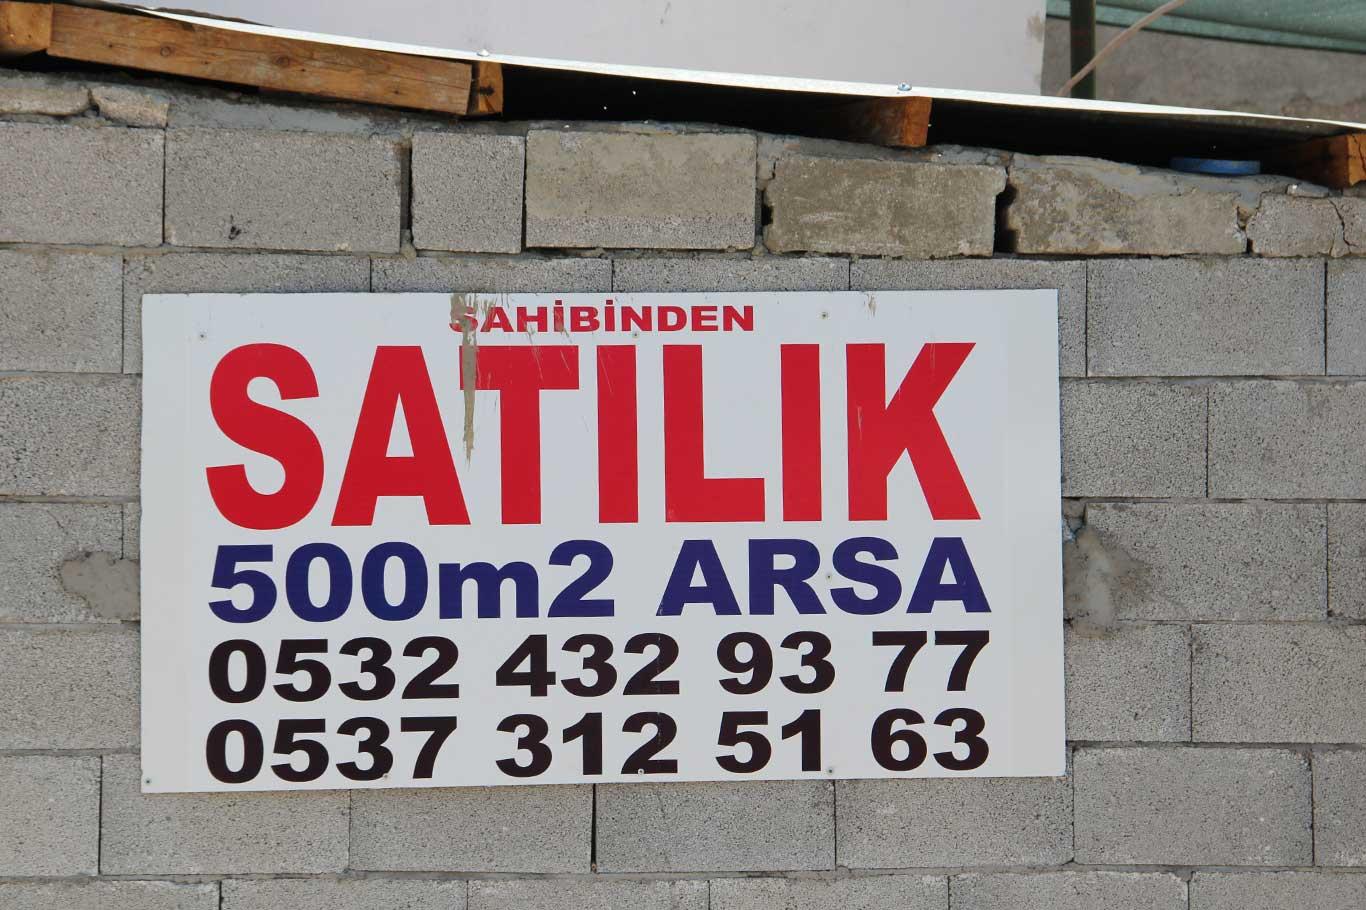 SAHİBİNDEN
SATILIK
500m2 ARSA
0532 432 93 77
0537 312 51 63